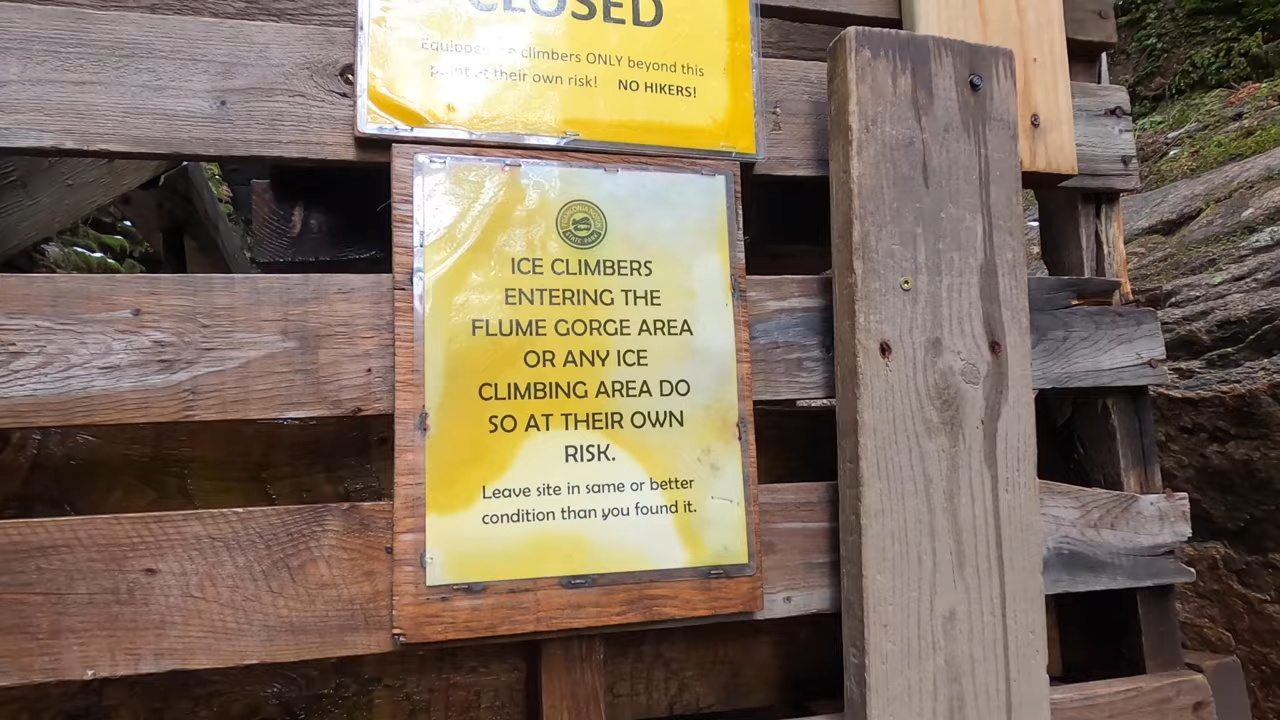 CLOSED
Equipped ice climbers ONLY beyond this
point at their own risk! NO HIKERS!
STATE PARK
ICE CLIMBERS
ENTERING THE
FLUME GORGE AREA
OR ANY ICE
CLIMBING AREA DO
SO AT THEIR OWN
RISK.
Leave site in same or better
condition than you found it.